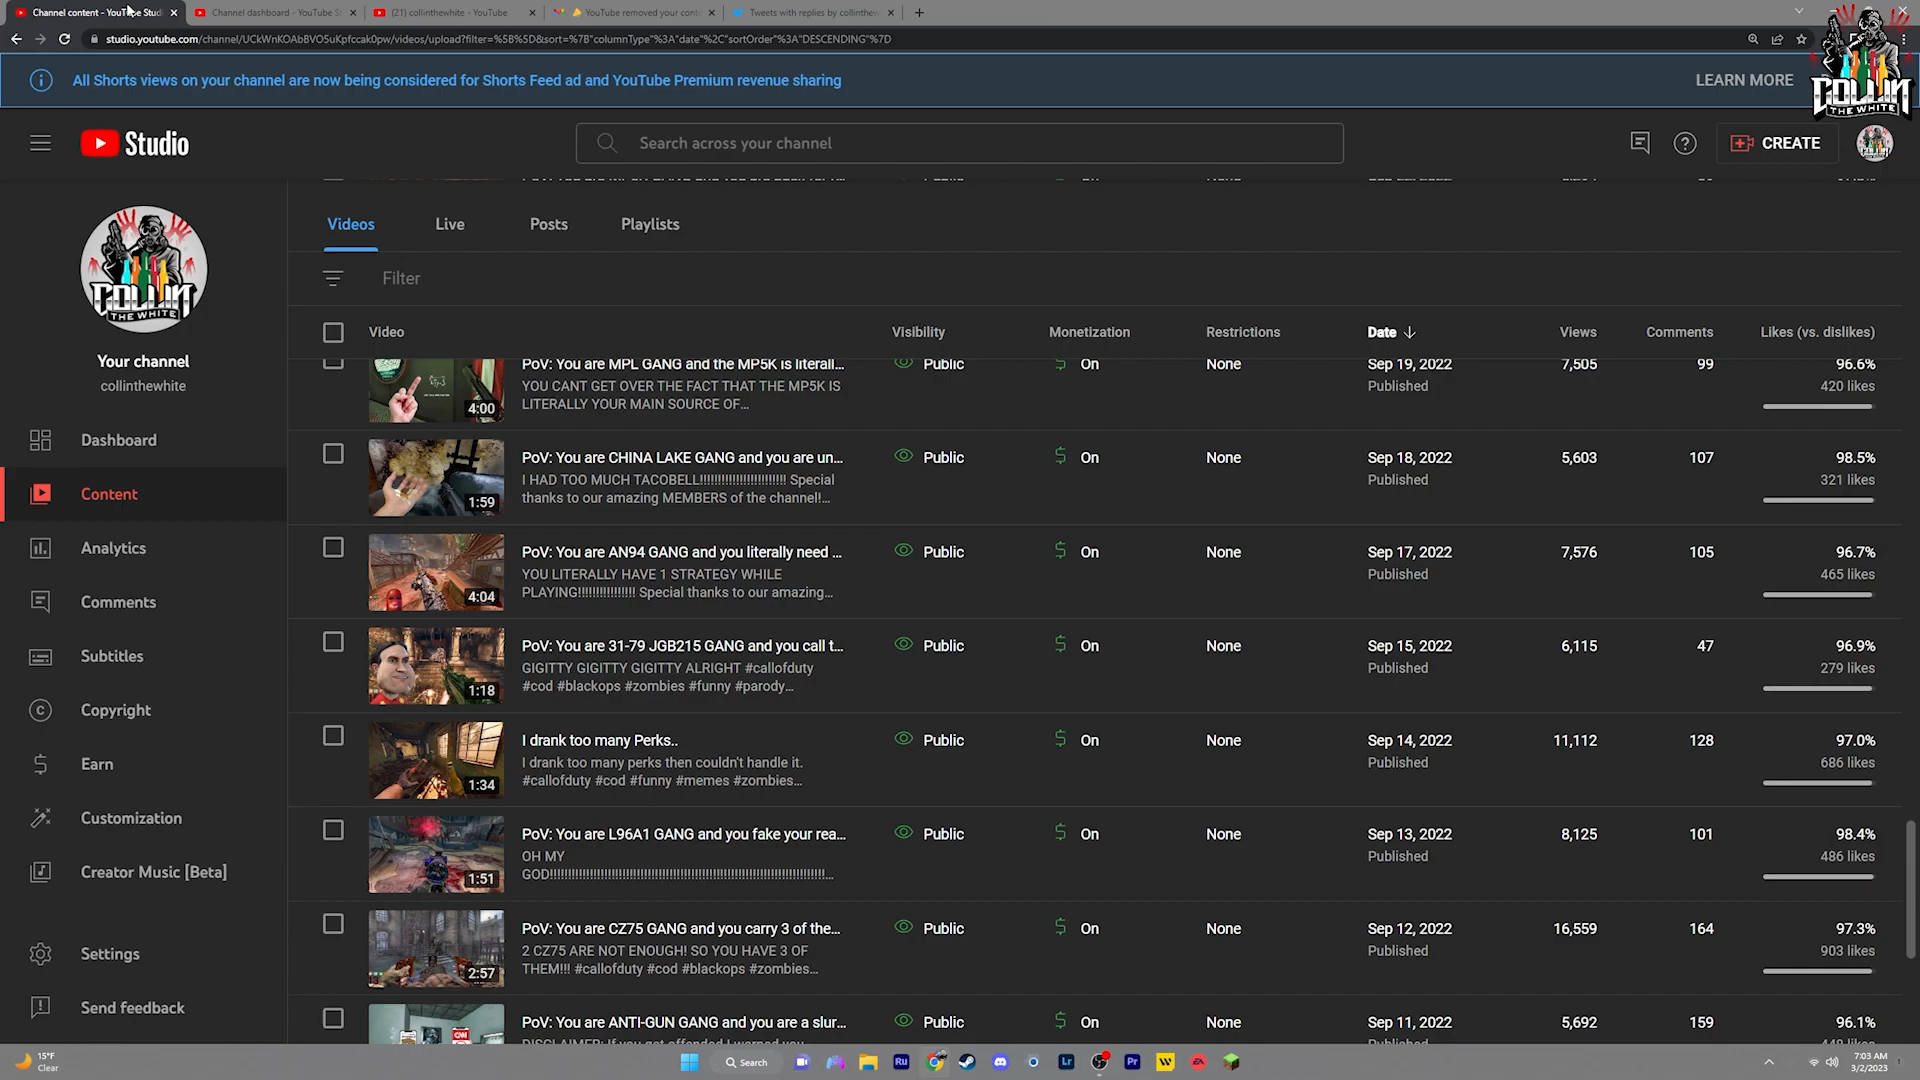 Channel content - YouTube Stud
Channel dashboard - YouTube S
(21) collinthewhite - YouTube
YouTube removed your cont
Tweets with replies by collinthew
studio.youtube.com/channel/UCkWnKOAbBVO5uKpfccak0pw/videos/upload?filter=%5B%5D&sort=%7B"columnType"%3A"date"%2C"sortOrder"%3A"DESCENDING"%7D
All Shorts views on your channel are now being considered for Shorts Feed ad and YouTube Premium revenue sharing
LEARN MORE
COLLIN
THE WHITE
Studio
Search across your channel
CREATE
COLLIN
THE WHITE
Your channel
collinthewhite
Dashboard
Content
Analytics
Comments
Subtitles
Copyright
Earn
Customization
Creator Music [Beta]
Settings
Send feedback
Videos Live Posts Playlists
Filter
Video Visibility Monetization Restrictions Date Views Comments Likes (vs. dislikes)
PoV: You are MPL GANG and the MP5K is literall... Public On None Sep 19, 2022 7,505 99 96.6%
YOU CANT GET OVER THE FACT THAT THE MP5K IS Published 420 likes
LITERALLY YOUR MAIN SOURCE OF...
4:00
PoV: You are CHINA LAKE GANG and you are un... Public On None Sep 18, 2022 5,603 107 98.5%
I HAD TOO MUCH TACOBELL!!!!!!!!!!!!!!!!!!!!!!!! Special Published 321 likes
thanks to our amazing MEMBERS of the channel!...
1:59
PoV: You are AN94 GANG and you literally need ... Public On None Sep 17, 2022 7,576 105 96.7%
YOU LITERALLY HAVE 1 STRATEGY WHILE Published 465 likes
PLAYING!!!!!!!!!!!!!!!! Special thanks to our amazing...
4:04
PoV: You are 31-79 JGB215 GANG and you call t... Public On None Sep 15, 2022 6,115 47 96.9%
GIGITTY GIGITTY GIGITTY ALRIGHT #callofduty Published 279 likes
#cod #blackops #zombies #funny #parody...
1:18
I drank too many Perks.. Public On None Sep 14, 2022 11,112 128 97.0%
I drank too many perks then couldn't handle it. Published 686 likes
#callofduty #cod #funny #memes #zombies...
1:34
PoV: You are L96A1 GANG and you fake your rea... Public On None Sep 13, 2022 8,125 101 98.4%
OH MY Published 486 likes
GOD!!!!!!!!!!!!!!!!!!!!!!!!!!!!!!!!!!!!!!!!!!!!!!!!!!!!!!!!!!!!!!!!...
1:51
PoV: You are CZ75 GANG and you carry 3 of the... Public On None Sep 12, 2022 16,559 164 97.3%
2 CZ75 ARE NOT ENOUGH! SO YOU HAVE 3 OF Published 903 likes
THEM!!! #callofduty #cod #blackops #zombies...
2:57
PoV: You are ANTI-GUN GANG and you are a slur... Public On None Sep 11, 2022 5,692 159 96.1%
15°F
Clear
Search
7:03 AM
3/2/2023